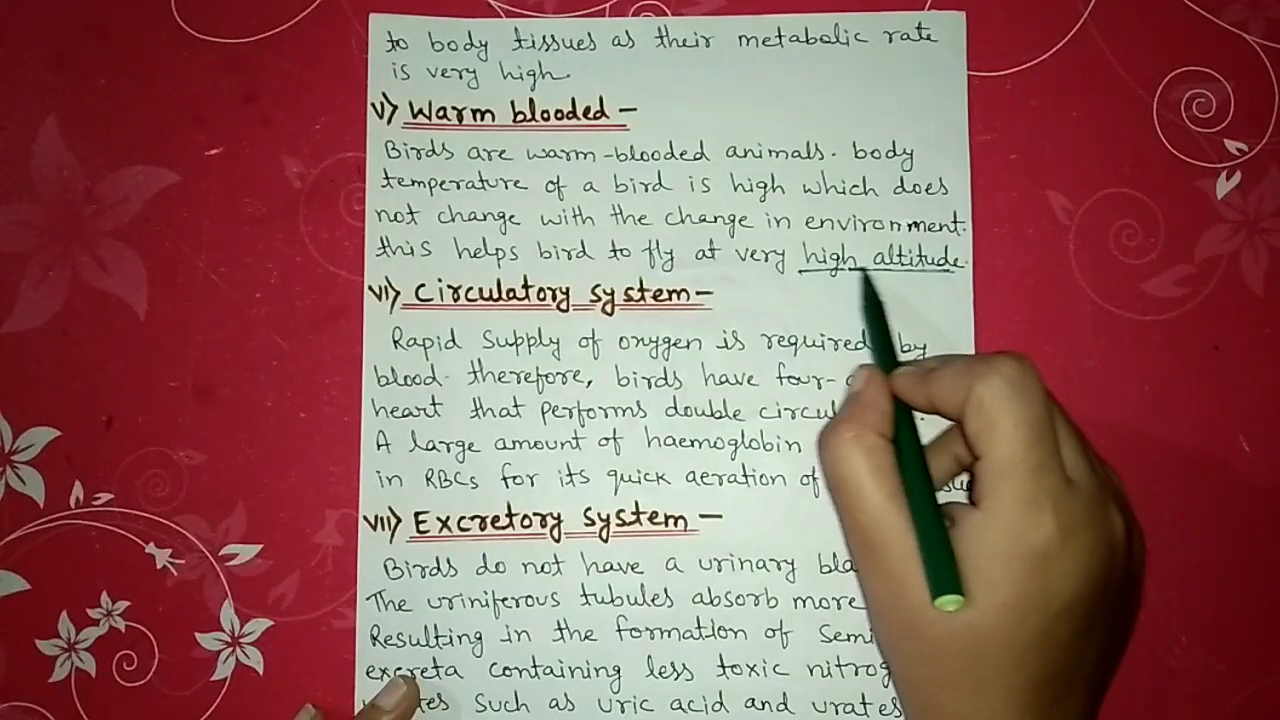 to body tissues as their metabolic rate
is very high.
V) Warm blooded -
Birds are warm-blooded animals. body
temperature of a bird is high which does
not change with the change in environment.
this helps bird to fly at very high altitude.
VI) Circulatory system -
Rapid supply of oxygen is required by
blood. therefore, birds have four-
heart that performs double
A large amount of haemoglobin
in RBCs for its quick aeration of
VII) Excretory system -
Birds do not have a urinary
The uriniferous tubules absorb more
Resulting in the formation of
excreta containing less toxic
such as uric acid and urates